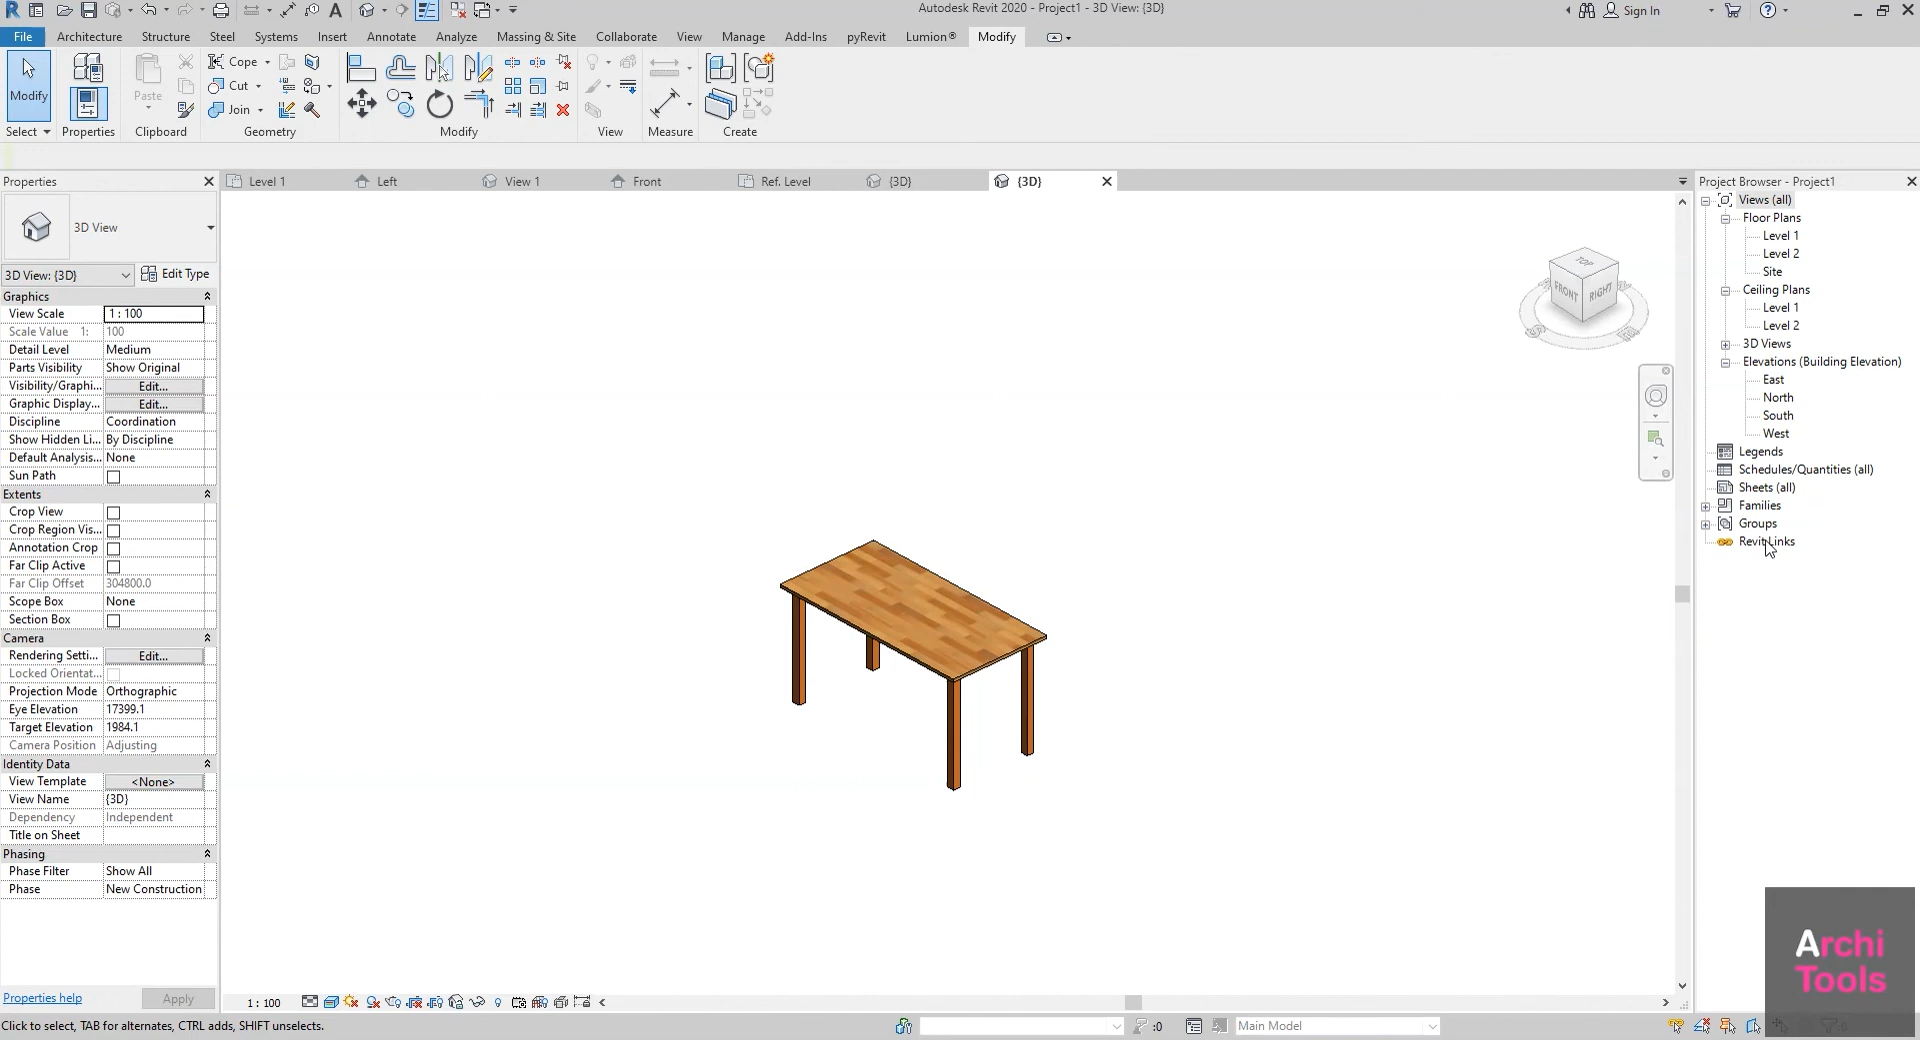 Autodesk Revit 2020 - Project1 - 3D View: {3D}
Sign In
File Architecture Structure Steel Systems Insert Annotate Analyze Massing & Site Collaborate View Manage Add-Ins pyRevit Lumion® Modify
Modify
Paste
Cope
Cut
Join
Select Properties Clipboard Geometry Modify View Measure Create
Properties
Level 1 Left View 1 Front Ref. Level {3D} {3D}
3D View
3D View: {3D} Edit Type
Graphics
View Scale 1 : 100
Scale Value 1: 100
Detail Level Medium
Parts Visibility Show Original
Visibility/Graphi... Edit...
Graphic Display... Edit...
Discipline Coordination
Show Hidden Li... By Discipline
Default Analysis... None
Sun Path
Extents
Crop View
Crop Region Vis...
Annotation Crop
Far Clip Active
Far Clip Offset 304800.0
Scope Box None
Section Box
Camera
Rendering Setti... Edit...
Locked Orientat...
Projection Mode Orthographic
Eye Elevation 17399.1
Target Elevation 1984.1
Camera Position Adjusting
Identity Data
View Template <None>
View Name {3D}
Dependency Independent
Title on Sheet
Phasing
Phase Filter Show All
Phase New Construction
Properties help Apply
TOP
FRONT RIGHT
Project Browser - Project1
Views (all)
Floor Plans
Level 1
Level 2
Site
Ceiling Plans
Level 1
Level 2
3D Views
Elevations (Building Elevation)
East
North
South
West
Legends
Schedules/Quantities (all)
Sheets (all)
Families
Groups
Revit Links
1 : 100
Click to select, TAB for alternates, CTRL adds, SHIFT unselects.
:0
Main Model
Archi
Tools